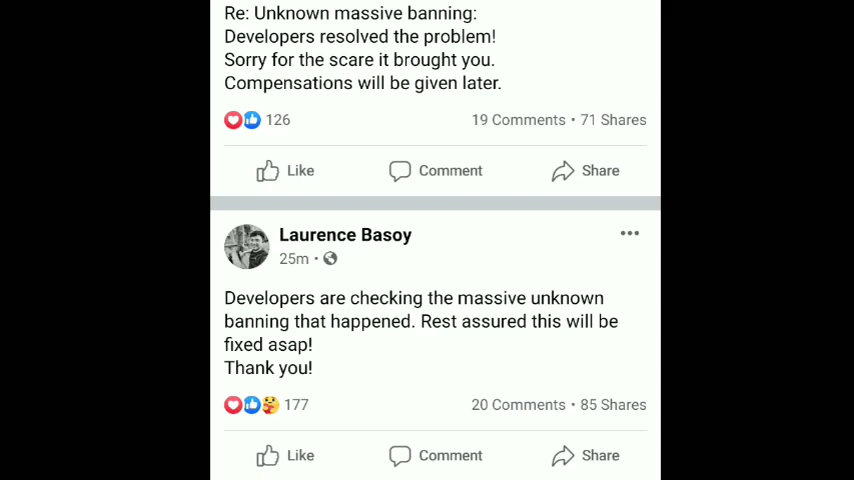 Re: Unknown massive banning:
Developers resolved the problem!
Sorry for the scare it brought you.
Compensations will be given later.
126 19 Comments • 71 Shares
Like Comment Share
Laurence Basoy
25m •
Developers are checking the massive unknown
banning that happened. Rest assured this will be
fixed asap!
Thank you!
177 20 Comments • 85 Shares
Like Comment Share